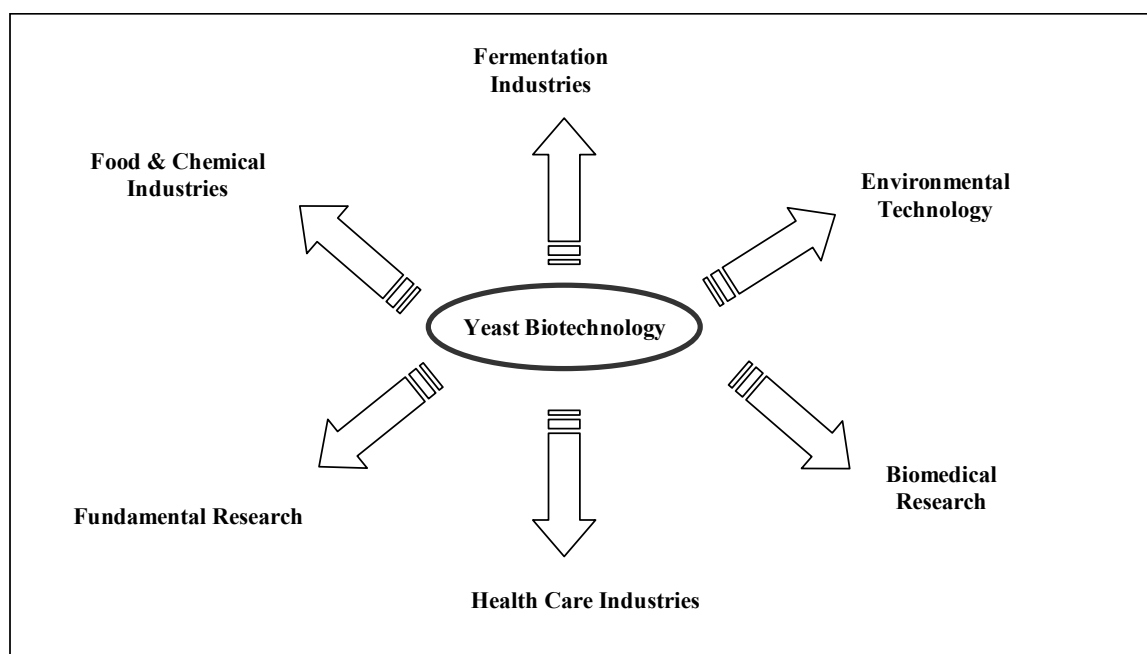 Fermentation
Industries
Food & Chemical
Industries
Environmental
Technology
Yeast Biotechnology
Fundamental Research
Biomedical
Research
Health Care Industries